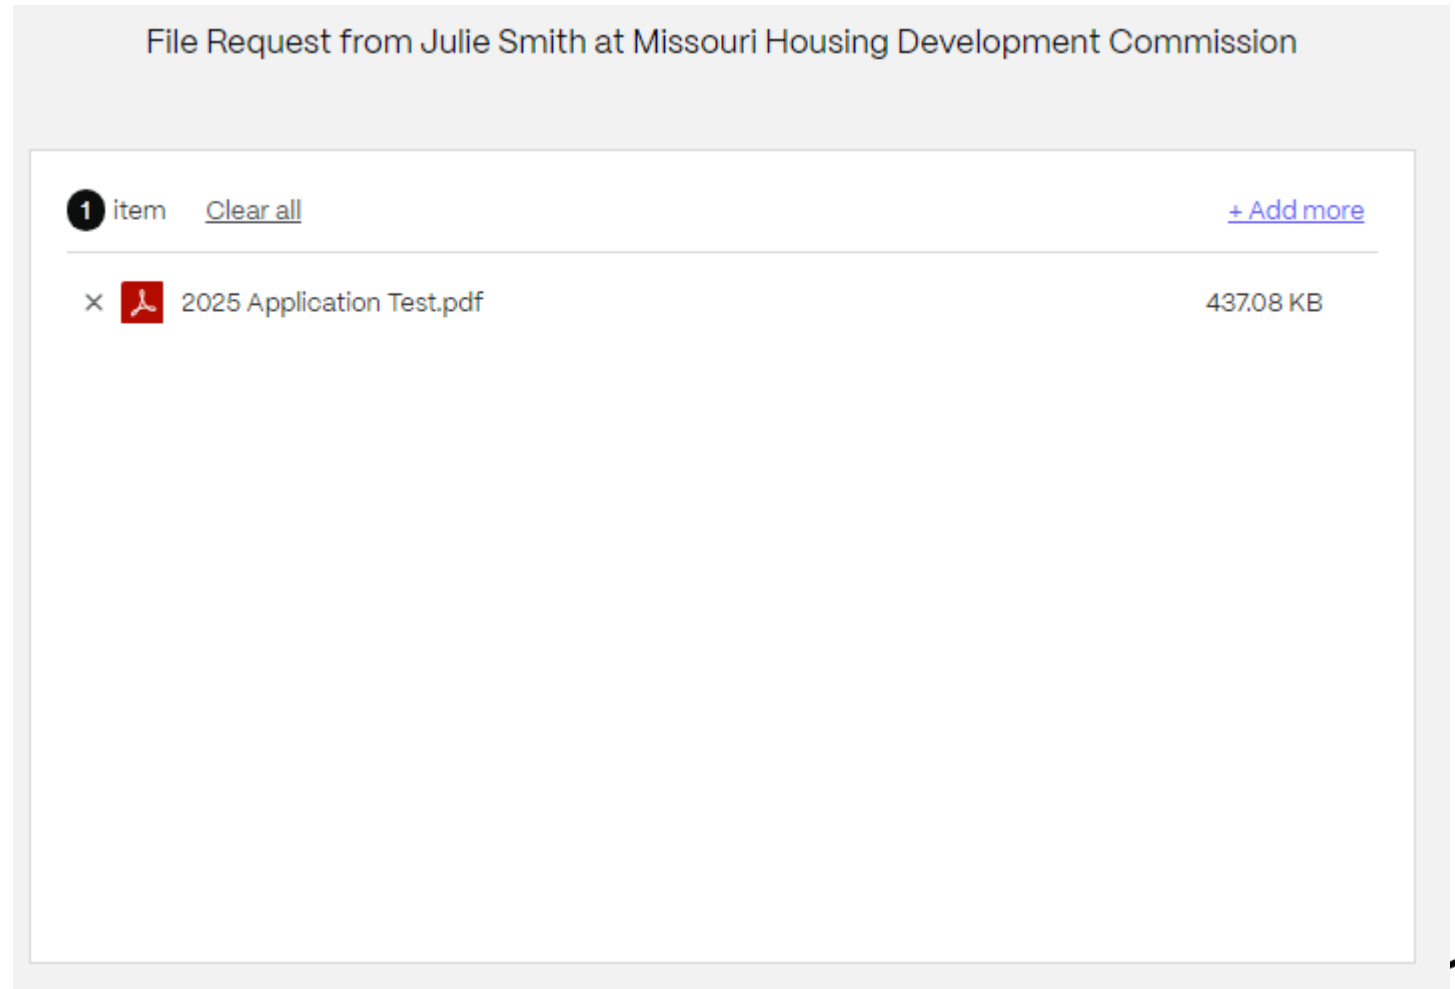 File Request from Julie Smith at Missouri Housing Development Commission
1 item Clear all + Add more
2025 Application Test.pdf 437.08 KB